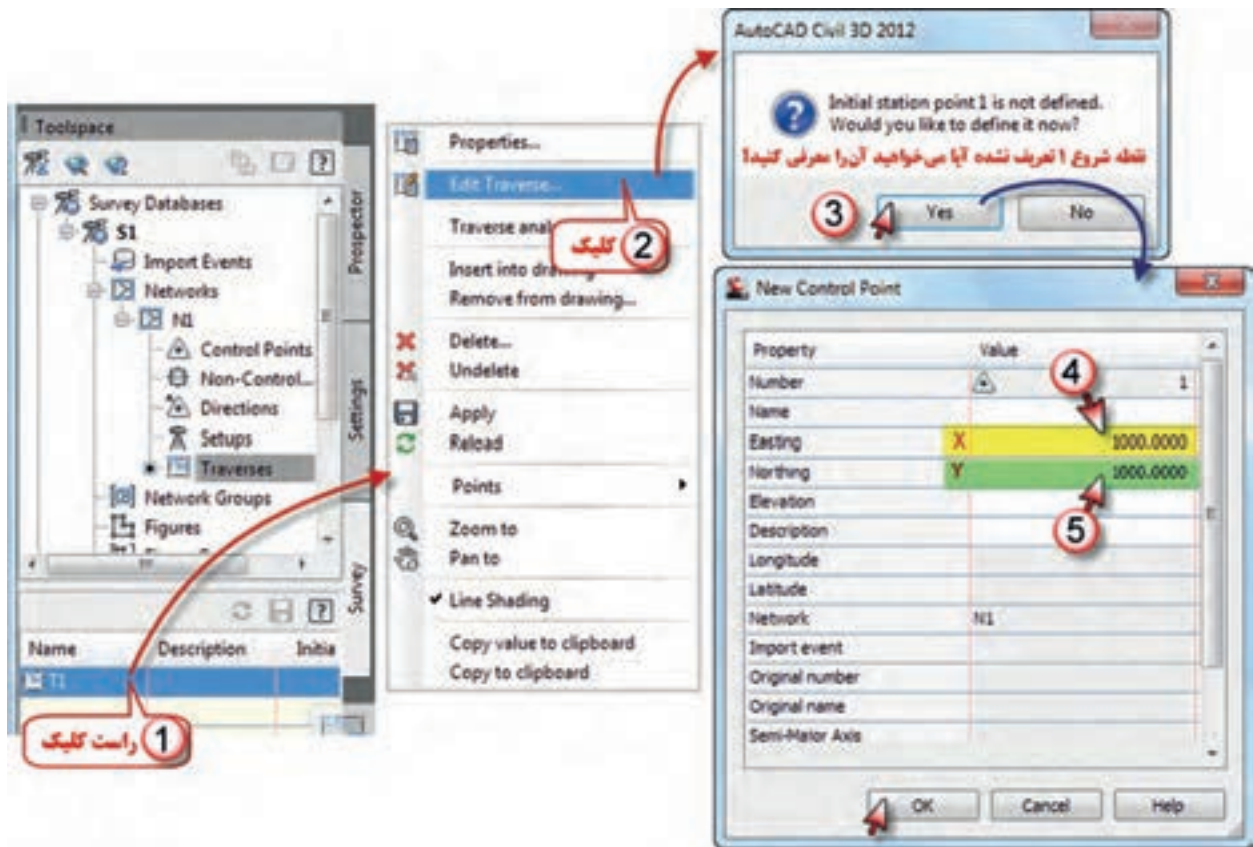 Toolspace
Survey Databases
S1
Import Events
Networks
N1
Control Points
Non-Control...
Directions
Setups
Traverses
Network Groups
Figures
Prospector
Settings
Survey
Name Description Initia
T1
1 راست کلیک
Properties...
Edit Traverse...
Traverse anal
2 کلیک
Insert into drawing
Remove from drawing...
Delete...
Undelete
Apply
Reload
Points
Zoom to
Pan to
Line Shading
Copy value to clipboard
Copy to clipboard
AutoCAD Civil 3D 2012
Initial station point 1 is not defined.
Would you like to define it now?
نقطه شروع ۱ تعریف نشده آیا می‌خواهید آن را معرفی کنید؟
3 Yes No
New Control Point
Property Value
Number 1
4
Name
Easting X 1000.0000
Northing Y 1000.0000
Elevation
5
Description
Longitude
Latitude
Network N1
Import event
Original number
Original name
Semi-Major Axis
OK Cancel Help